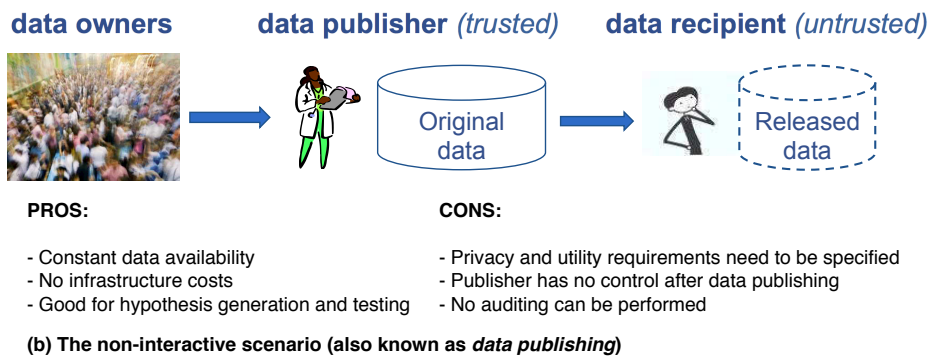 data owners
data publisher (trusted)
data recipient (untrusted)
Original
data
Released
data
PROS:
- Constant data availability
- No infrastructure costs
- Good for hypothesis generation and testing
CONS:
- Privacy and utility requirements need to be specified
- Publisher has no control after data publishing
- No auditing can be performed
(b) The non-interactive scenario (also known as data publishing)